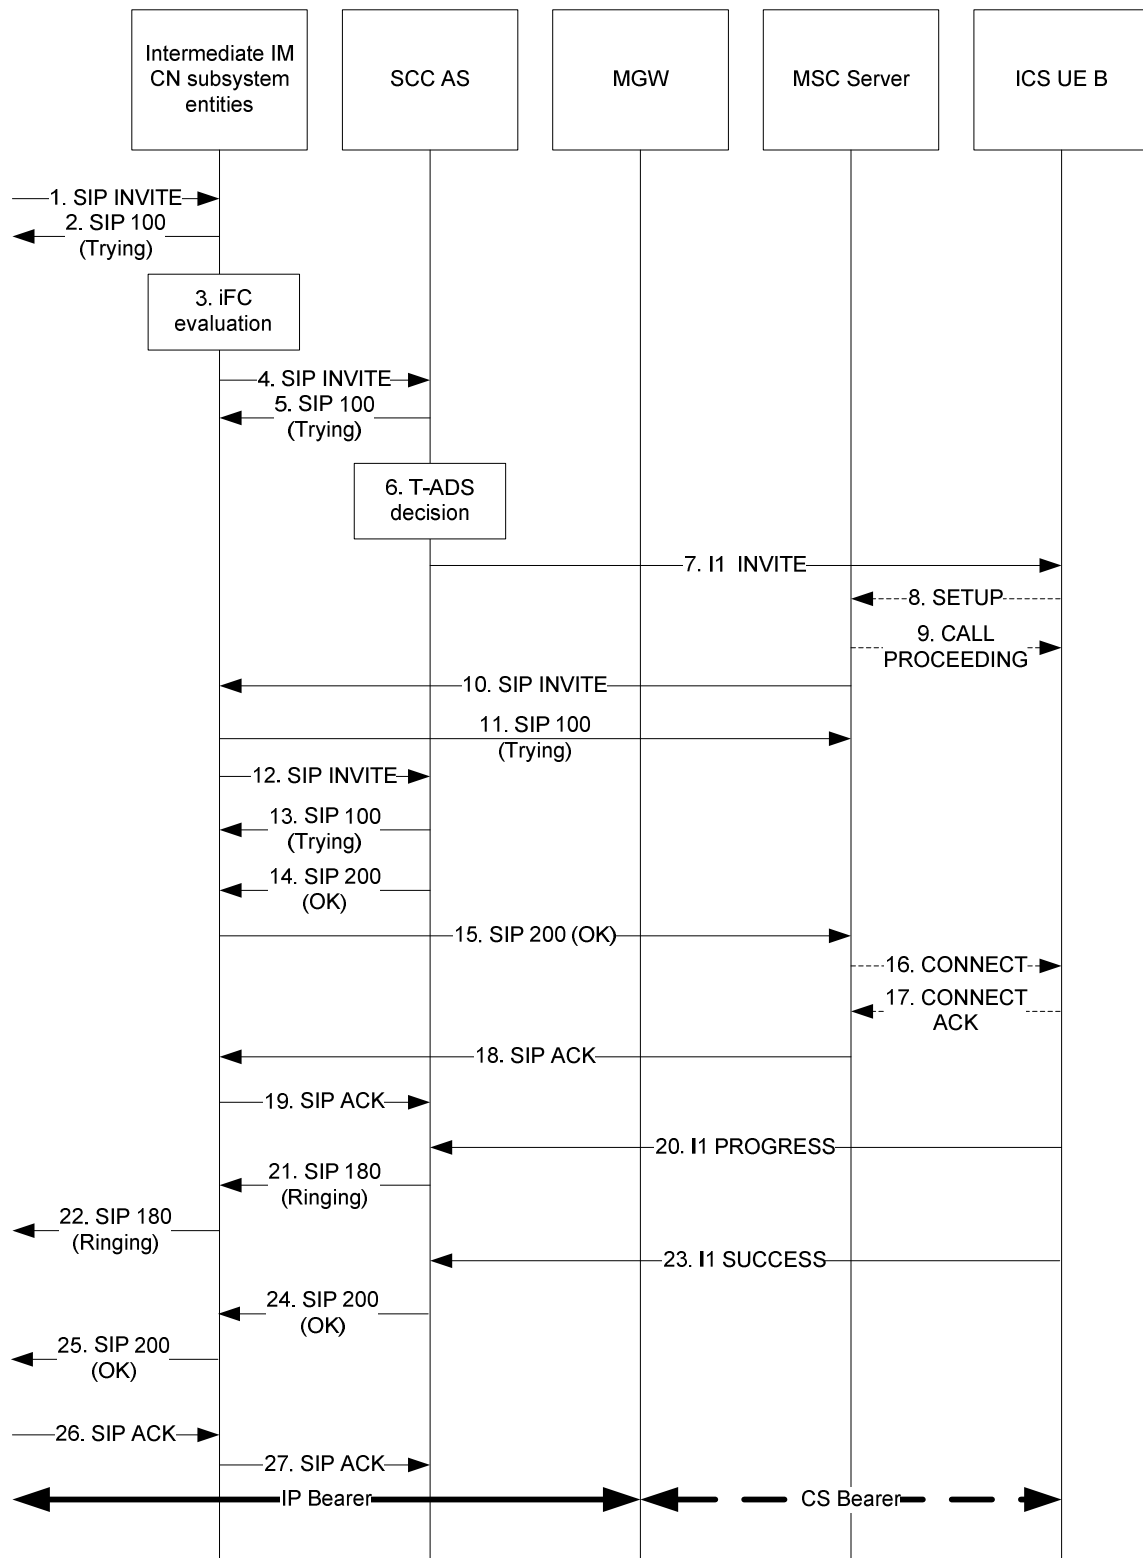 Intermediate IM
CN subsystem
entities
SCC AS
MGW
MSC Server
ICS UE B
1. SIP INVITE
2. SIP 100
(Trying)
3. iFC
evaluation
4. SIP INVITE
5. SIP 100
(Trying)
6. T-ADS
decision
7. I1  INVITE
8. SETUP
9. CALL
PROCEEDING
10. SIP INVITE
11. SIP 100
(Trying)
12. SIP INVITE
13. SIP 100
(Trying)
14. SIP 200
(OK)
15. SIP 200 (OK)
16. CONNECT
17. CONNECT
ACK
18. SIP ACK
19. SIP ACK
20. I1 PROGRESS
21. SIP 180
(Ringing)
22. SIP 180
(Ringing)
23. I1 SUCCESS
24. SIP 200
(OK)
25. SIP 200
(OK)
26. SIP ACK
27. SIP ACK
IP Bearer
CS Bearer